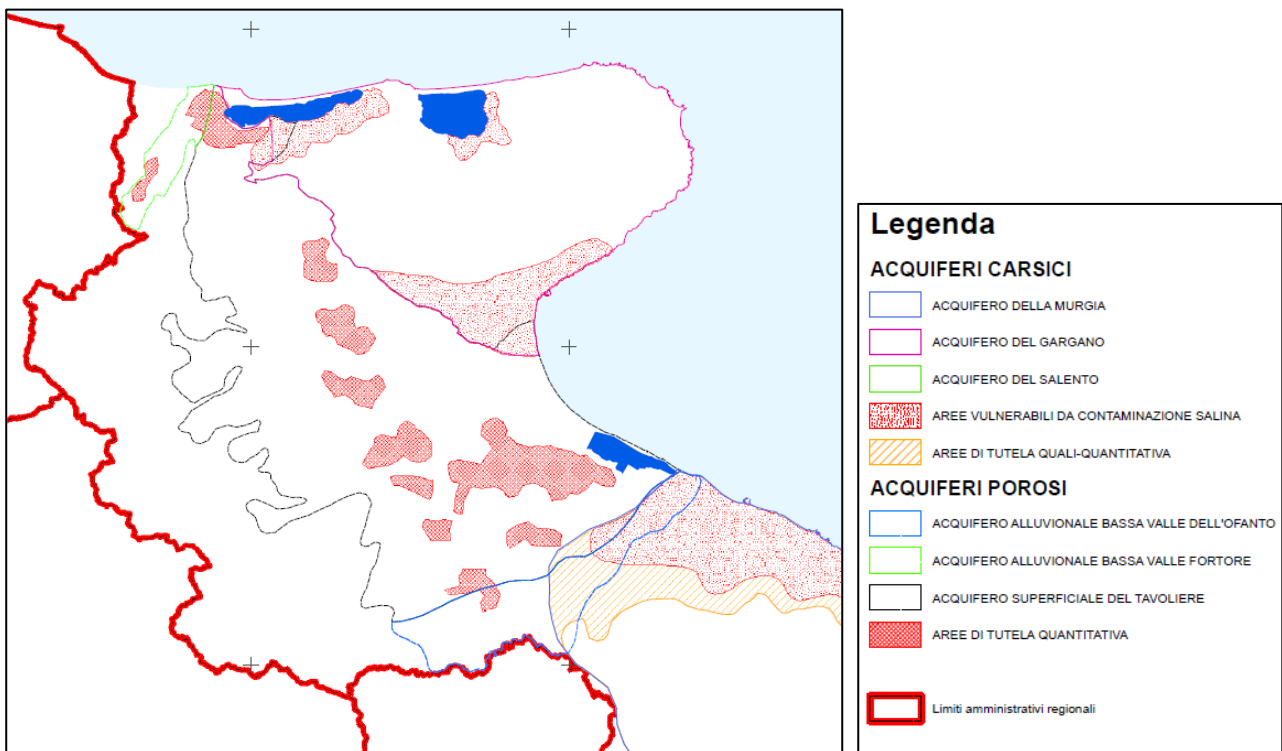 Legenda
ACQUIFERI CARSICI
ACQUIFERO DELLA MURGIA
ACQUIFERO DEL GARGANO
ACQUIFERO DEL SALENTO
AREE VULNERABILI DA CONTAMINAZIONE SALINA
AREE DI TUTELA QUALI-QUANTITATIVA
ACQUIFERI POROSI
ACQUIFERO ALLUVIONALE BASSA VALLE DELL'OFANTO
ACQUIFERO ALLUVIONALE BASSA VALLE FORTORE
ACQUIFERO SUPERFICIALE DEL TAVOLIERE
AREE DI TUTELA QUANTITATIVA
Limiti amministrativi regionali